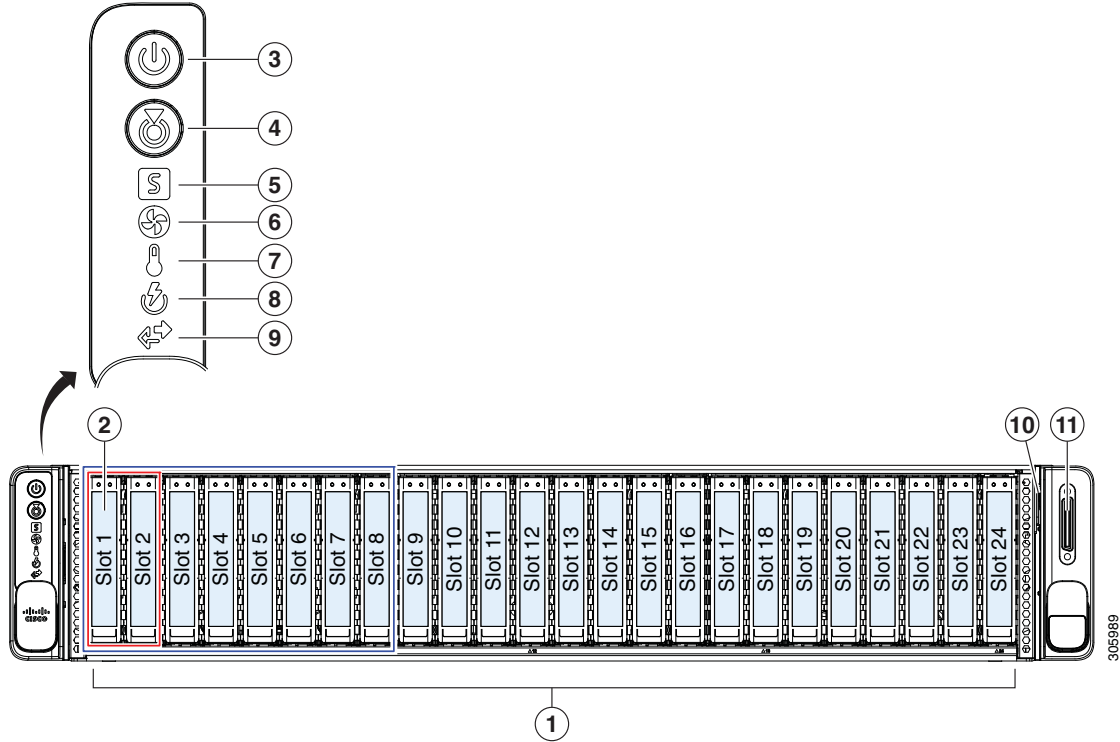 3
4
S
5
6
7
8
9
2
10
11
Slot 1
Slot 2
Slot 3
Slot 4
Slot 5
Slot 6
Slot 7
Slot 8
Slot 9
Slot 10
Slot 11
Slot 12
Slot 13
Slot 14
Slot 15
Slot 16
Slot 17
Slot 18
Slot 19
Slot 20
Slot 21
Slot 22
Slot 23
Slot 24
S
CISCO
305989
1